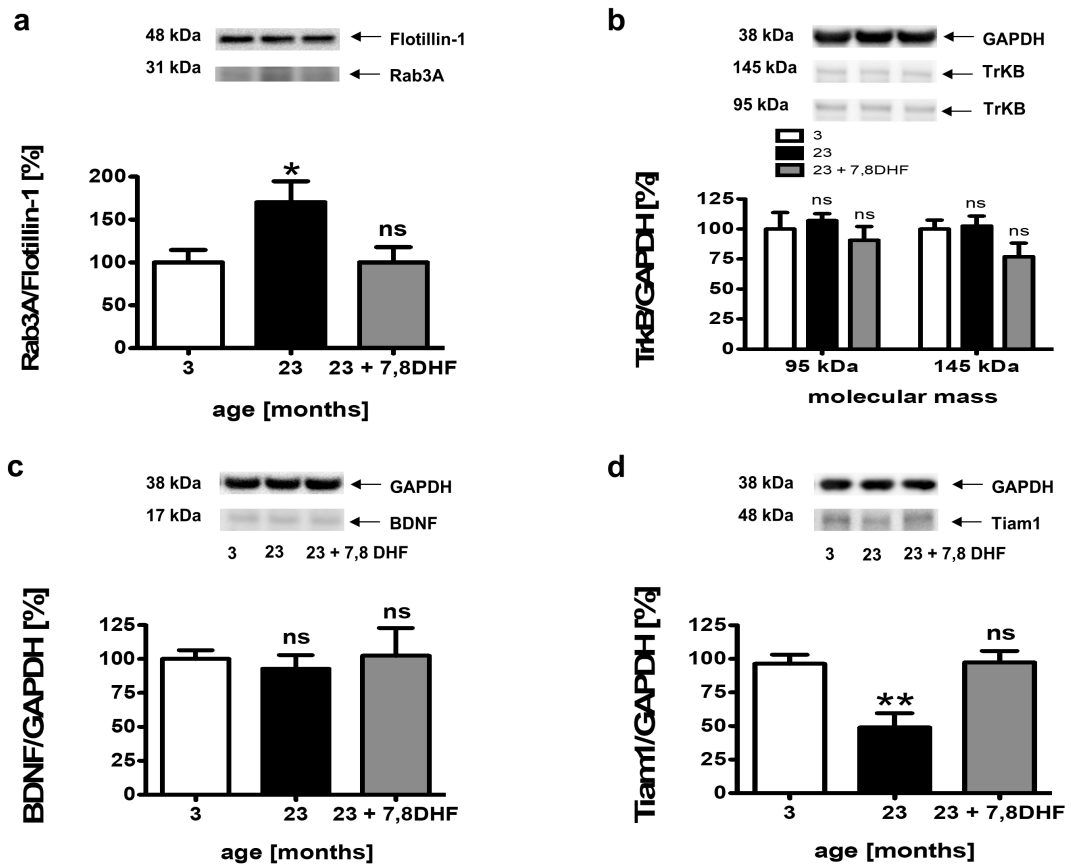 a
48 kDa Flotillin-1
31 kDa Rab3A
Rab3A/Flotillin-1 [%]
200
150
100
50
0
*
ns
3 23 23 + 7,8DHF
age [months]
b
38 kDa GAPDH
145 kDa TrKB
95 kDa TrKB
3
23
23 + 7,8DHF
TrkB/GAPDH [%]
125
100
75
50
25
0
ns ns ns ns
95 kDa 145 kDa
molecular mass
c
38 kDa GAPDH
17 kDa BDNF
3 23 23 + 7,8 DHF
BDNF/GAPDH [%]
125
100
75
50
25
0
ns ns
3 23 23 + 7,8DHF
age [months]
d
38 kDa GAPDH
48 kDa Tiam1
3 23 23 + 7,8 DHF
Tiam1/GAPDH [%]
125
100
75
50
25
0
** ns
3 23 23 + 7,8DHF
age [months]